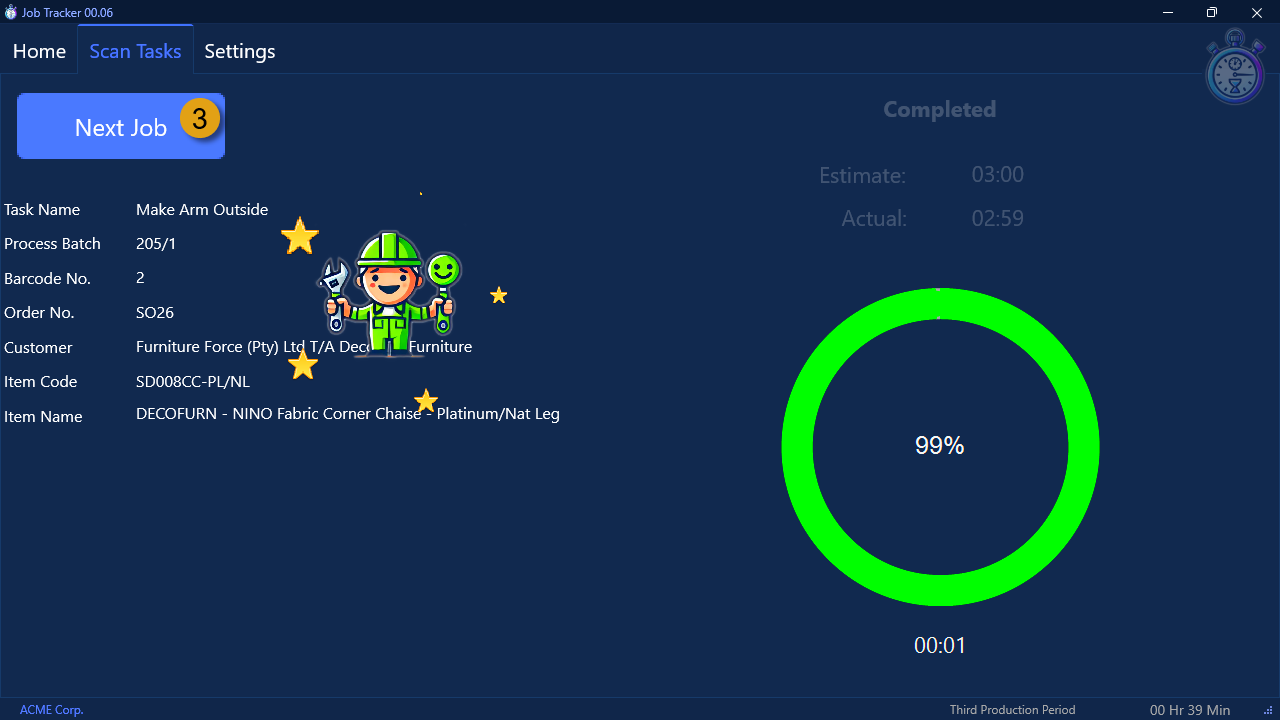 Job Tracker 00.06
Home Scan Tasks Settings
Next Job 3
Completed
Estimate: 03:00
Actual: 02:59
Task Name Make Arm Outside
Process Batch 205/1
Barcode No. 2
Order No. SO26
Customer Furniture Force (Pty) Ltd T/A Furniture
Item Code SD008CC-PL/NL
Item Name DECOFURN - NINO Fabric Corner Chaise - Platinum/Nat Leg
99%
00:01
ACME Corp. Third Production Period 00 Hr 39 Min